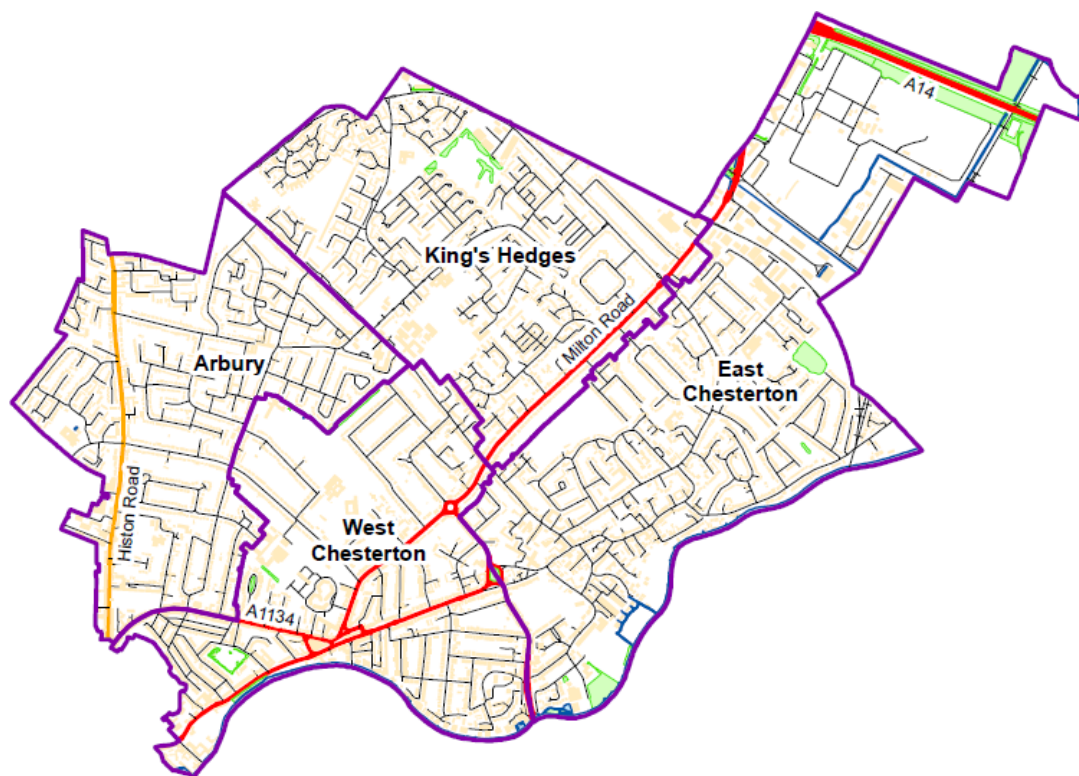 A14
King's Hedges
Milton Road
Arbury
East
Chesterton
Histon Road
West
Chesterton
A1134